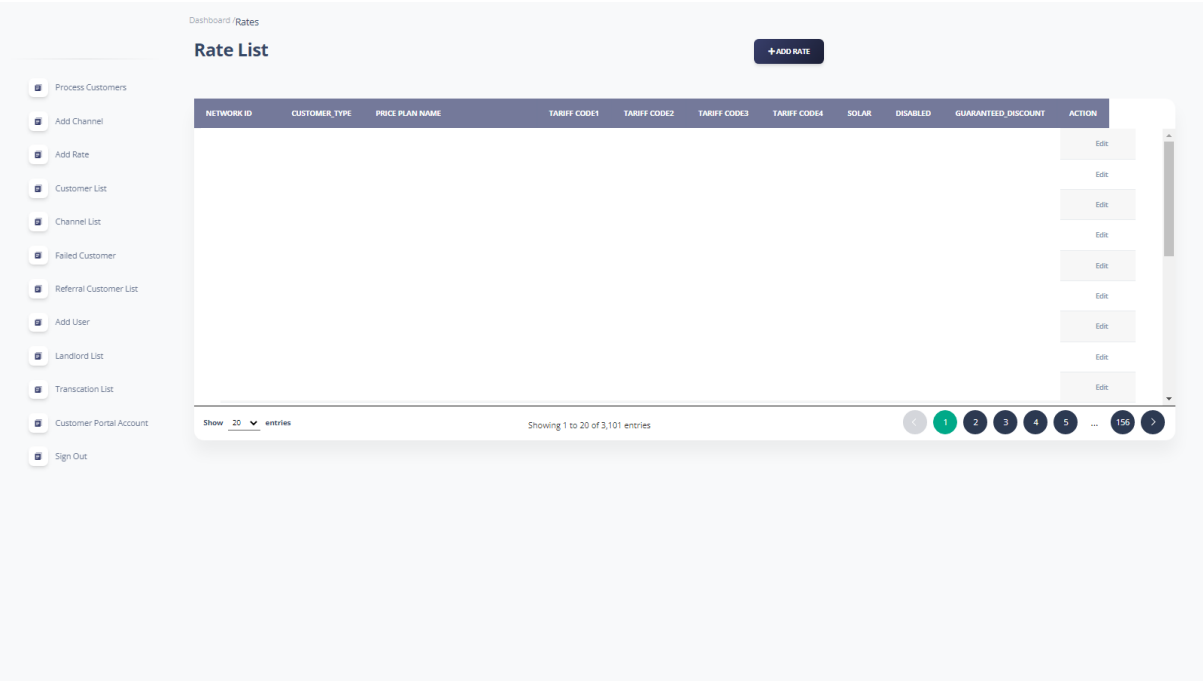 Dashboard /Rates
Rate List
+ ADD RATE
Process Customers
Add Channel
Add Rate
Customer List
Channel List
Failed Customer
Referral Customer List
Add User
Landlord List
Transcation List
Customer Portal Account
Sign Out
NETWORK ID CUSTOMER_TYPE PRICE PLAN NAME TARIFF CODE1 TARIFF CODE2 TARIFF CODE3 TARIFF CODE4 SOLAR DISABLED GUARANTEED_DISCOUNT ACTION
Edit
Edit
Edit
Edit
Edit
Edit
Edit
Edit
Edit
Show 20 entries Showing 1 to 20 of 3,101 entries < 1 2 3 4 5 ... 156 >